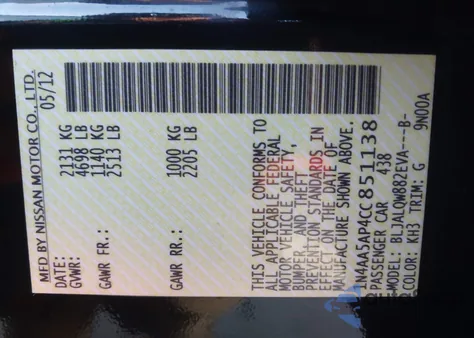 MFD BY NISSAN MOTOR CO., LTD.
DATE: 05/12
GVWR: 2131 KG
4698 LB
GAWR FR.: 1140 KG
2513 LB
GAWR RR.: 1000 KG
2205 LB
THIS VEHICLE CONFORMS TO
ALL APPLICABLE FEDERAL
MOTOR VEHICLE SAFETY,
BUMPER, AND THEFT
PREVENTION STANDARDS IN
EFFECT ON THE DATE OF
MANUFACTURE SHOWN ABOVE.
1N4AA5AP4CC851138
PASSENGER CAR 438
MODEL: BLJALQW882EVA---B-
COLOR: KH3 TRIM: G 9N00A